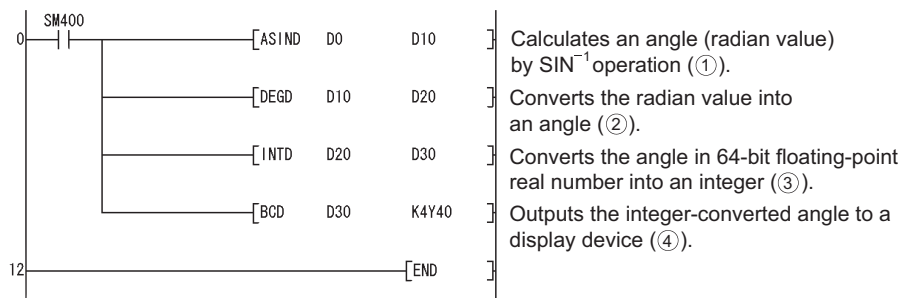 SM400
0 [ASIND D0 D10 ] Calculates an angle (radian value)
by SIN⁻¹ operation (①).
[DEGD D10 D20 ] Converts the radian value into
an angle (②).
[INTD D20 D30 ] Converts the angle in 64-bit floating-point
real number into an integer (③).
[BCD D30 K4Y40 ] Outputs the integer-converted angle to a
display device (④).
12 [END ]